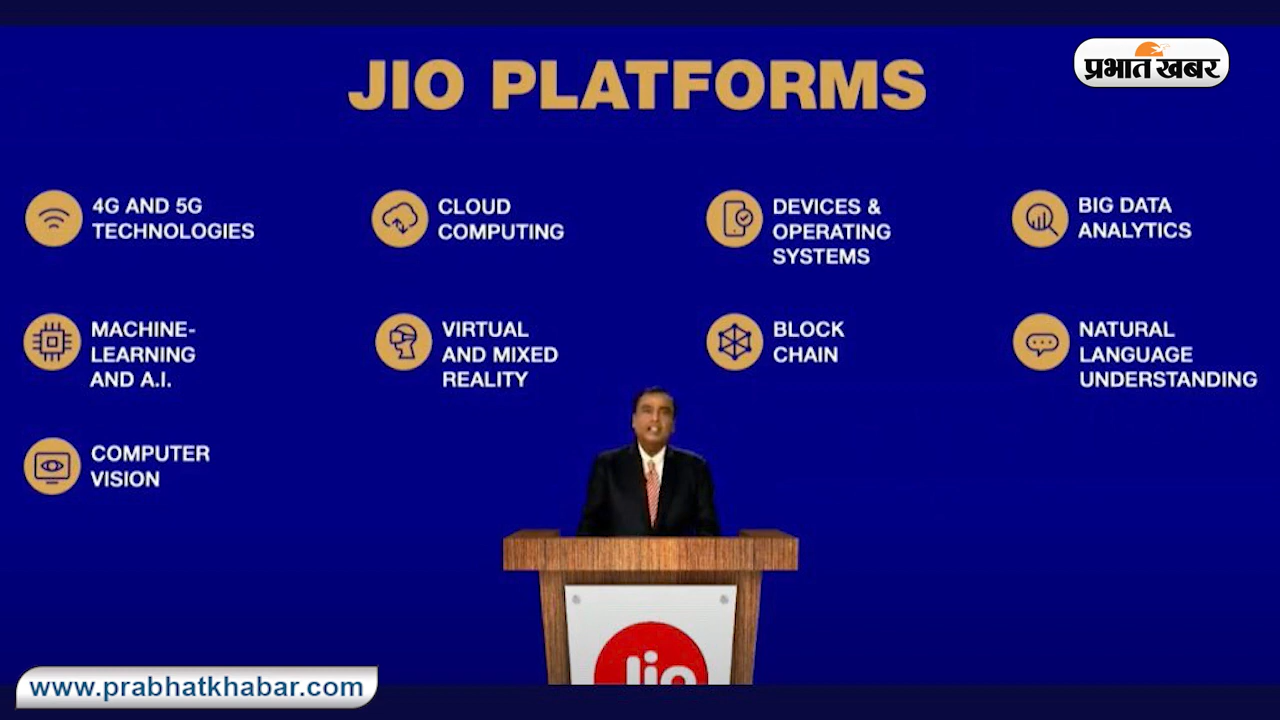 JIO PLATFORMS
प्रभात खबर
4G AND 5G
TECHNOLOGIES
CLOUD
COMPUTING
DEVICES &
OPERATING
SYSTEMS
BIG DATA
ANALYTICS
MACHINE-
LEARNING
AND A.I.
VIRTUAL
AND MIXED
REALITY
BLOCK
CHAIN
NATURAL
LANGUAGE
UNDERSTANDING
COMPUTER
VISION
Jio
www.prabhatkhabar.com